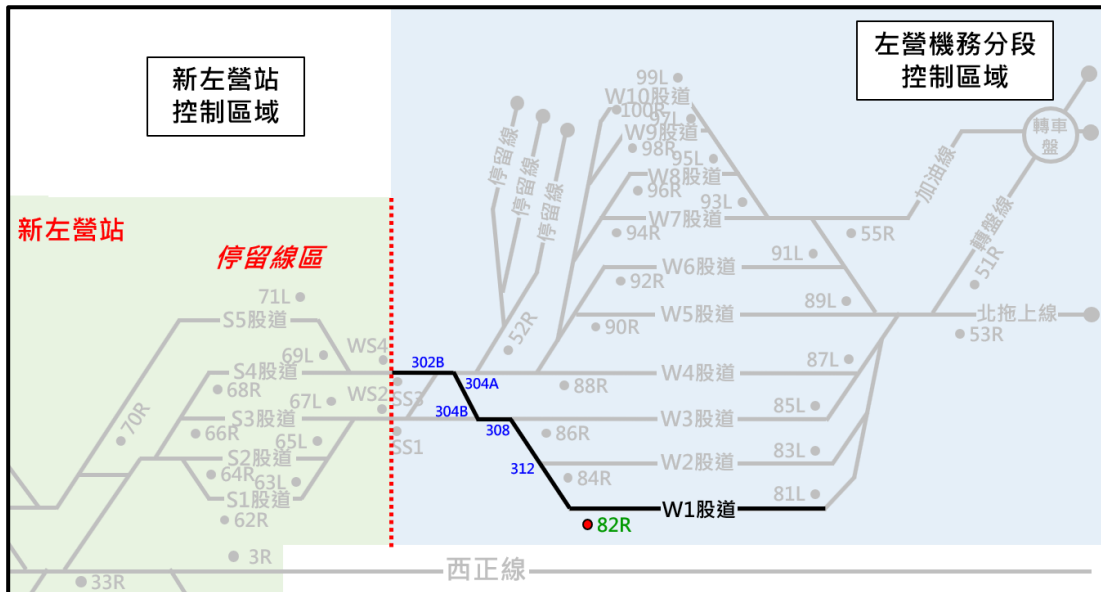 新左營站
控制區域
左營機務分段
控制區域
新左營站
停留線區
71L
S5股道
69L
WS4
S4股道
68R
67L
WS2
SS3
S3股道
70R
66R
65L
SS1
S2股道
64R
63L
S1股道
62R
3R
33R
西正線
停留線
停留線
停留線
52R
302B
304A
304B
308
312
99L
W10股道
100R
97L
W9股道
98R
95L
W8股道
96R
93L
W7股道
94R
91L
W6股道
92R
89L
W5股道
90R
87L
W4股道
88R
85L
W3股道
86R
83L
W2股道
84R
81L
W1股道
82R
55R
加油線
轉車
盤
轉盤線
51R
北拖上線
53R